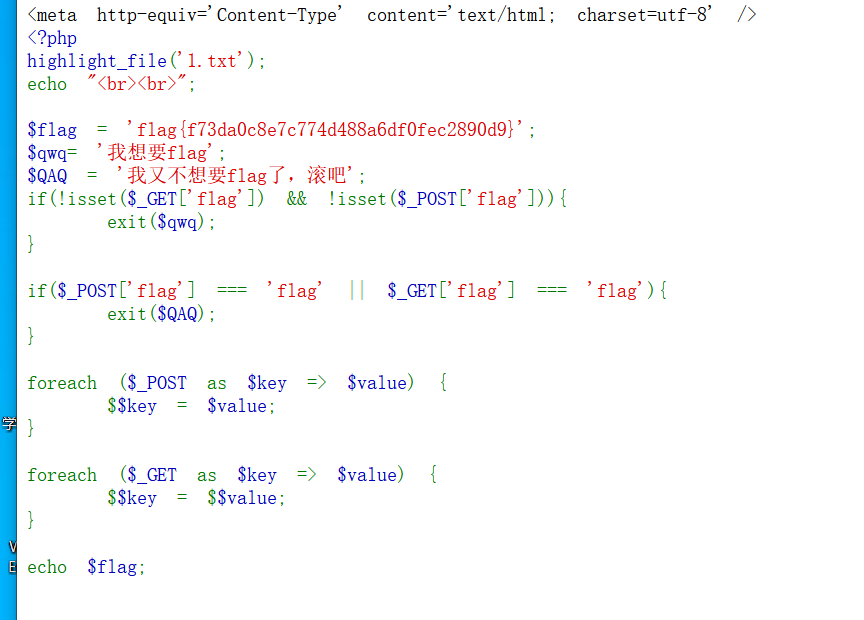 <meta http-equiv='Content-Type' content='text/html; charset=utf-8' />
<?php
highlight_file('1.txt');
echo "<br><br>";
$flag = 'flag{f73da0c8e7c774d488a6df0fec2890d9}';
$qwq= '我想要flag';
$QAQ = '我又不想要flag了，滚吧';
if(!isset($_GET['flag']) && !isset($_POST['flag'])){
exit($qwq);
}
if($_POST['flag'] === 'flag' || $_GET['flag'] === 'flag'){
exit($QAQ);
}
foreach ($_POST as $key => $value) {
$$key = $value;
}
foreach ($_GET as $key => $value) {
$$key = $$value;
}
echo $flag;
学
E